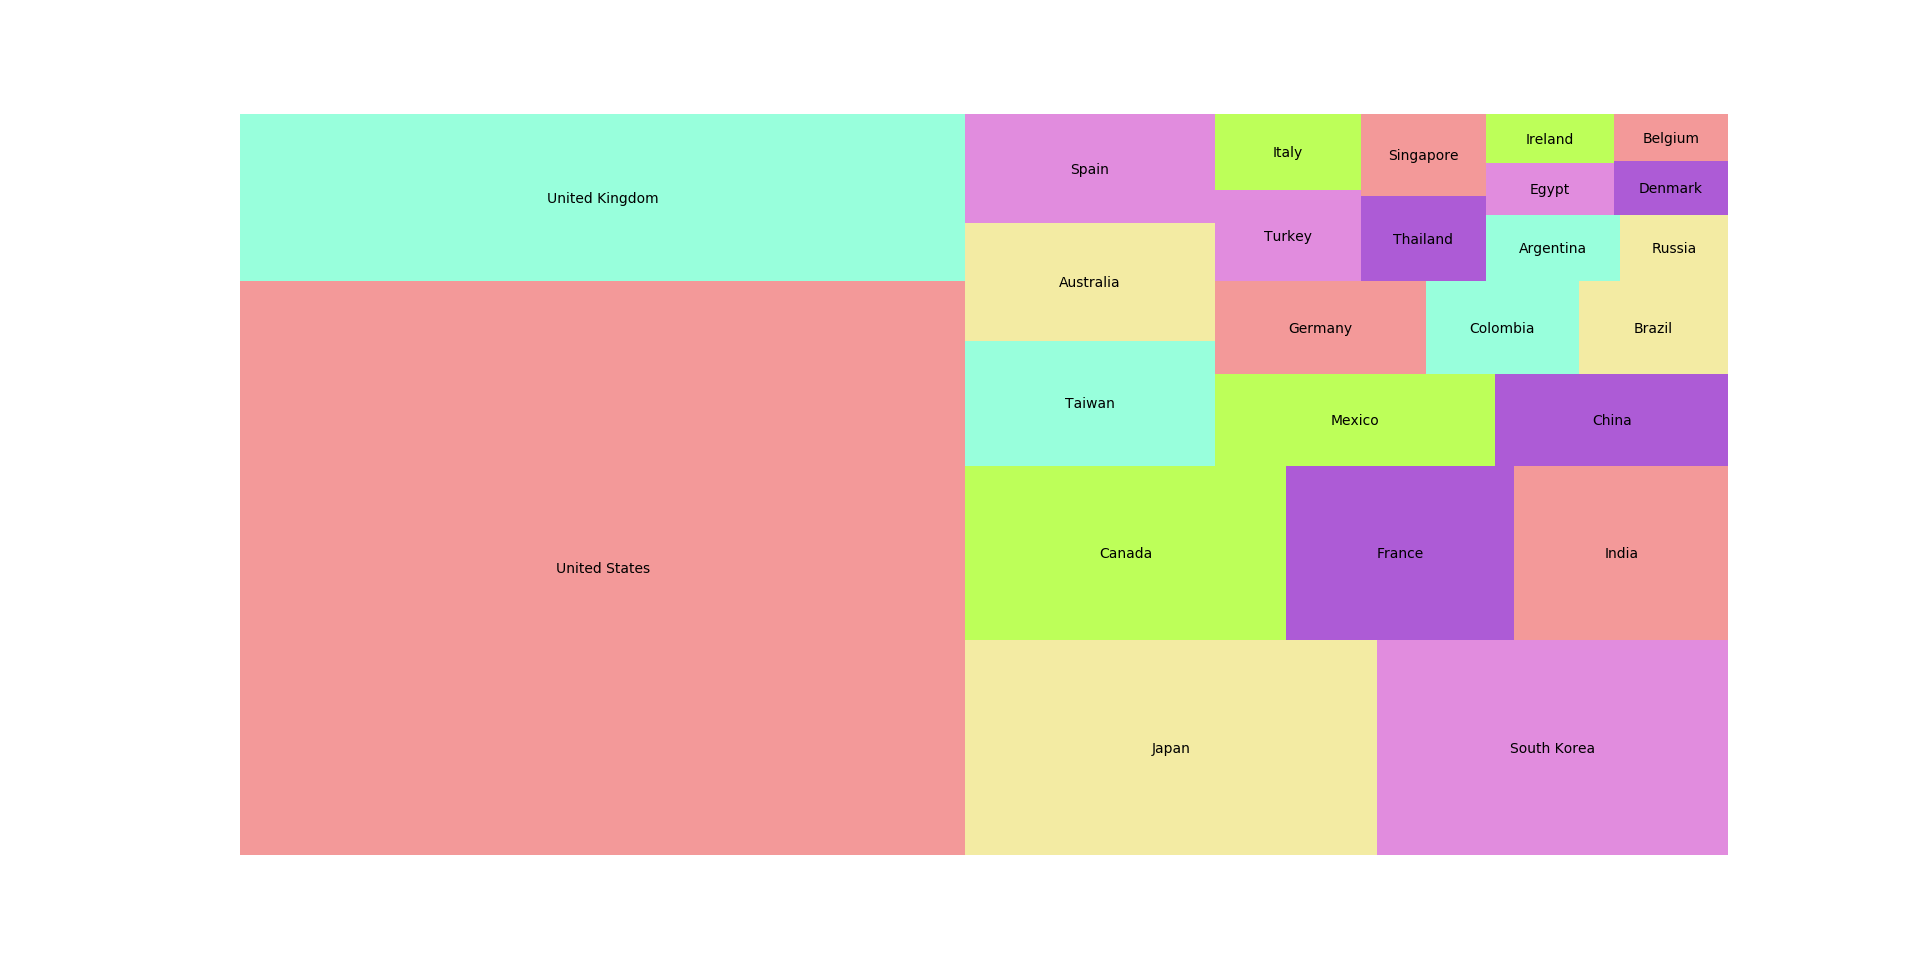 United Kingdom
United States
Spain
Australia
Taiwan
Italy
Singapore
Ireland
Belgium
Turkey
Thailand
Egypt
Denmark
Argentina
Russia
Germany
Colombia
Brazil
Mexico
China
Canada
France
India
Japan
South Korea